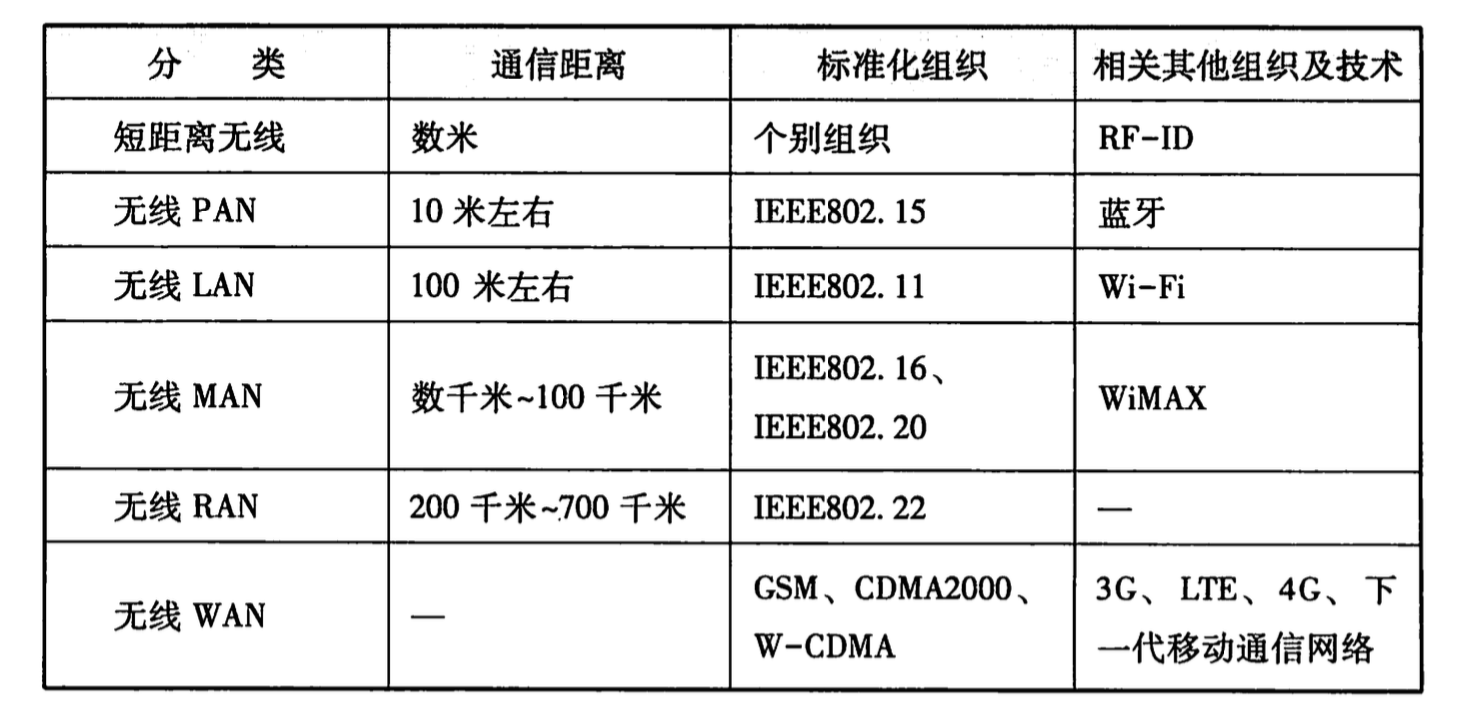 分 类 通信距离 标准化组织 相关其他组织及技术
短距离无线 数米 个别组织 RF-ID
无线 PAN 10 米左右 IEEE802.15 蓝牙
无线 LAN 100 米左右 IEEE802.11 Wi-Fi
无线 MAN 数千米~100 千米 IEEE802.16、
IEEE802.20 WiMAX
无线 RAN 200 千米~700 千米 IEEE802.22 —
无线 WAN — GSM、CDMA2000、
W-CDMA 3G、LTE、4G、下
一代移动通信网络